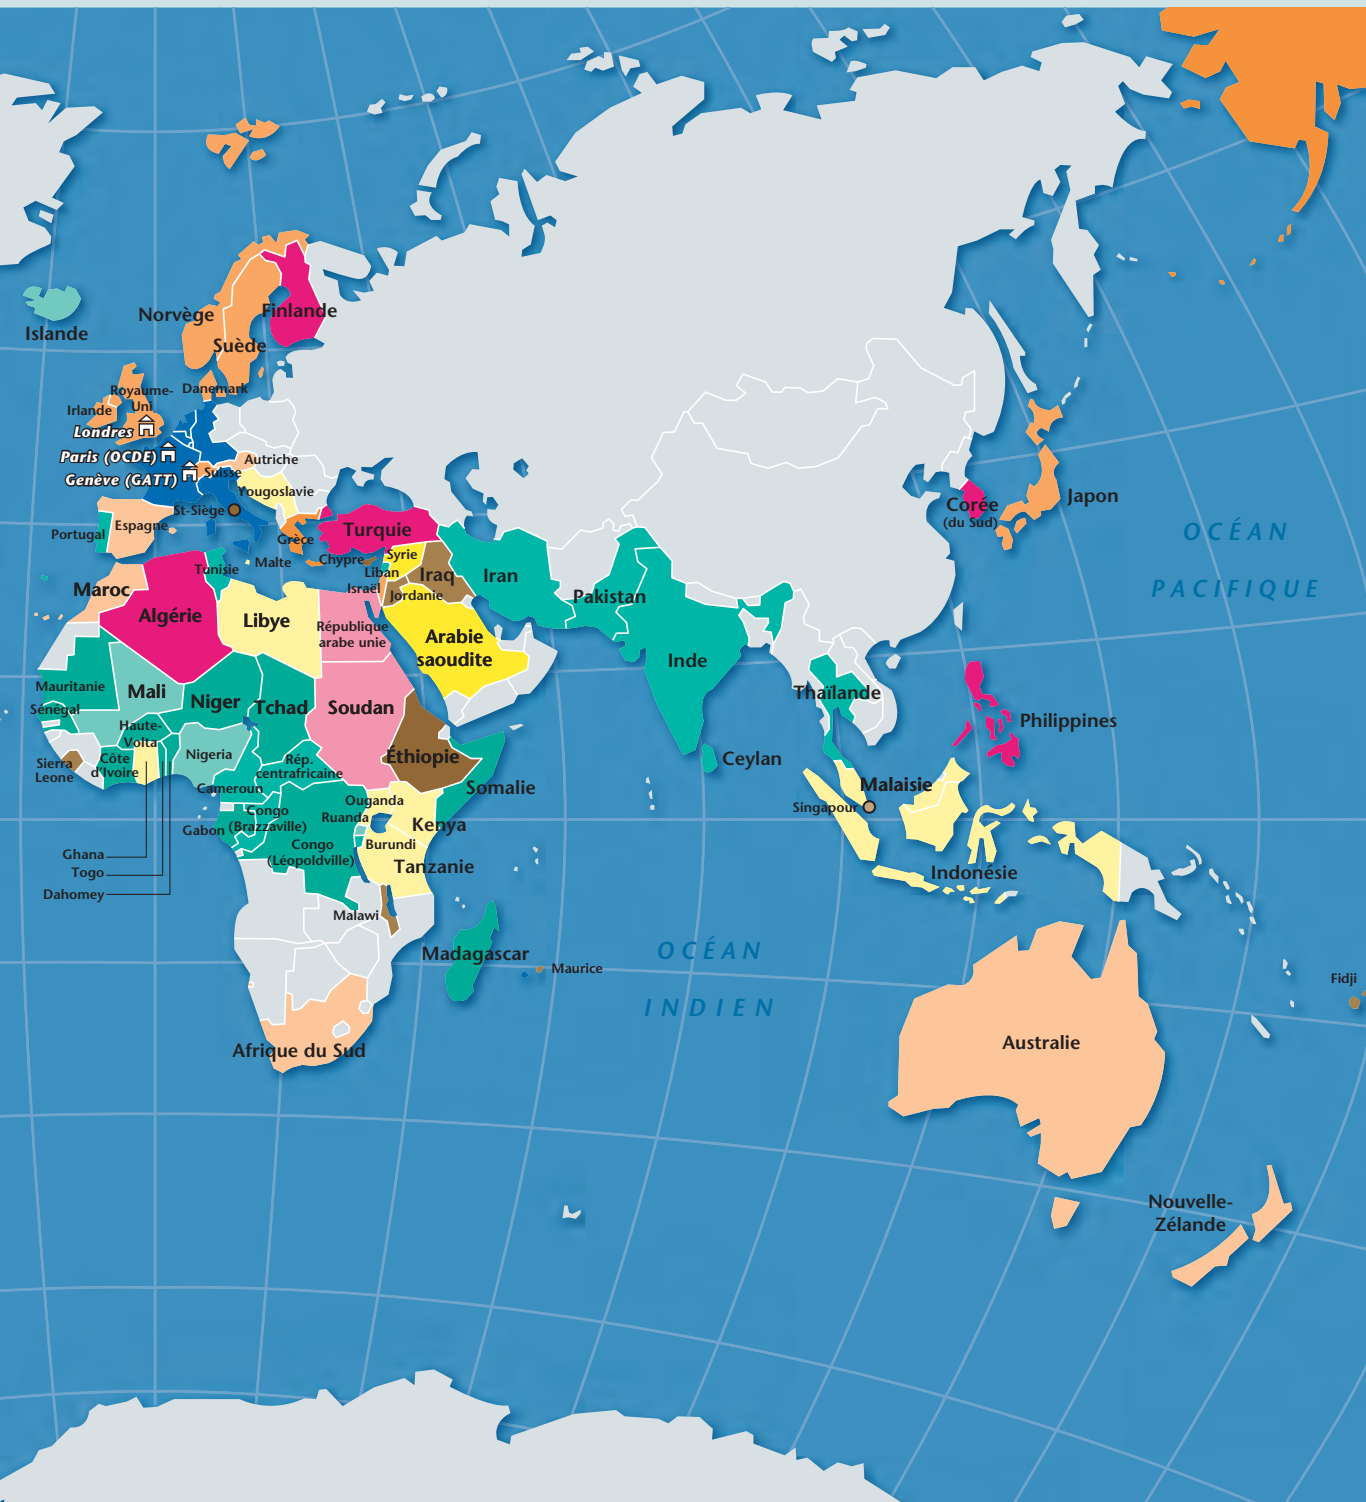 Islande
Norvège
Finlande
Suède
Royaume-
Uni
Danemark
Irlande
Londres
Paris (OCDE)
Genève (GATT)
Autriche
Suisse
Yougoslavie
St-Siège
Espagne
Portugal
Grèce
Turquie
Malte
Chypre
Syrie
Liban
Israël
Iraq
Jordanie
Iran
Pakistan
Corée
(du Sud)
Japon
OCÉAN
PACIFIQUE
Tunisie
Maroc
Algérie
Libye
République
arabe unie
Arabie
saoudite
Inde
Mauritanie
Mali
Niger
Tchad
Soudan
Sénégal
Haute-
Volta
Thaïlande
Philippines
Sierra
Leone
Côte
d'Ivoire
Nigeria
Rép.
centrafricaine
Éthiopie
Ceylan
Cameroun
Somalie
Malaisie
Singapour
Ouganda
Ruanda
Kenya
Gabon
Congo
(Brazzaville)
Congo
(Léopoldville)
Burundi
Tanzanie
Ghana
Togo
Dahomey
Indonésie
Malawi
Madagascar
Maurice
OCÉAN
INDIEN
Fidji
Afrique du Sud
Australie
Nouvelle-
Zélande